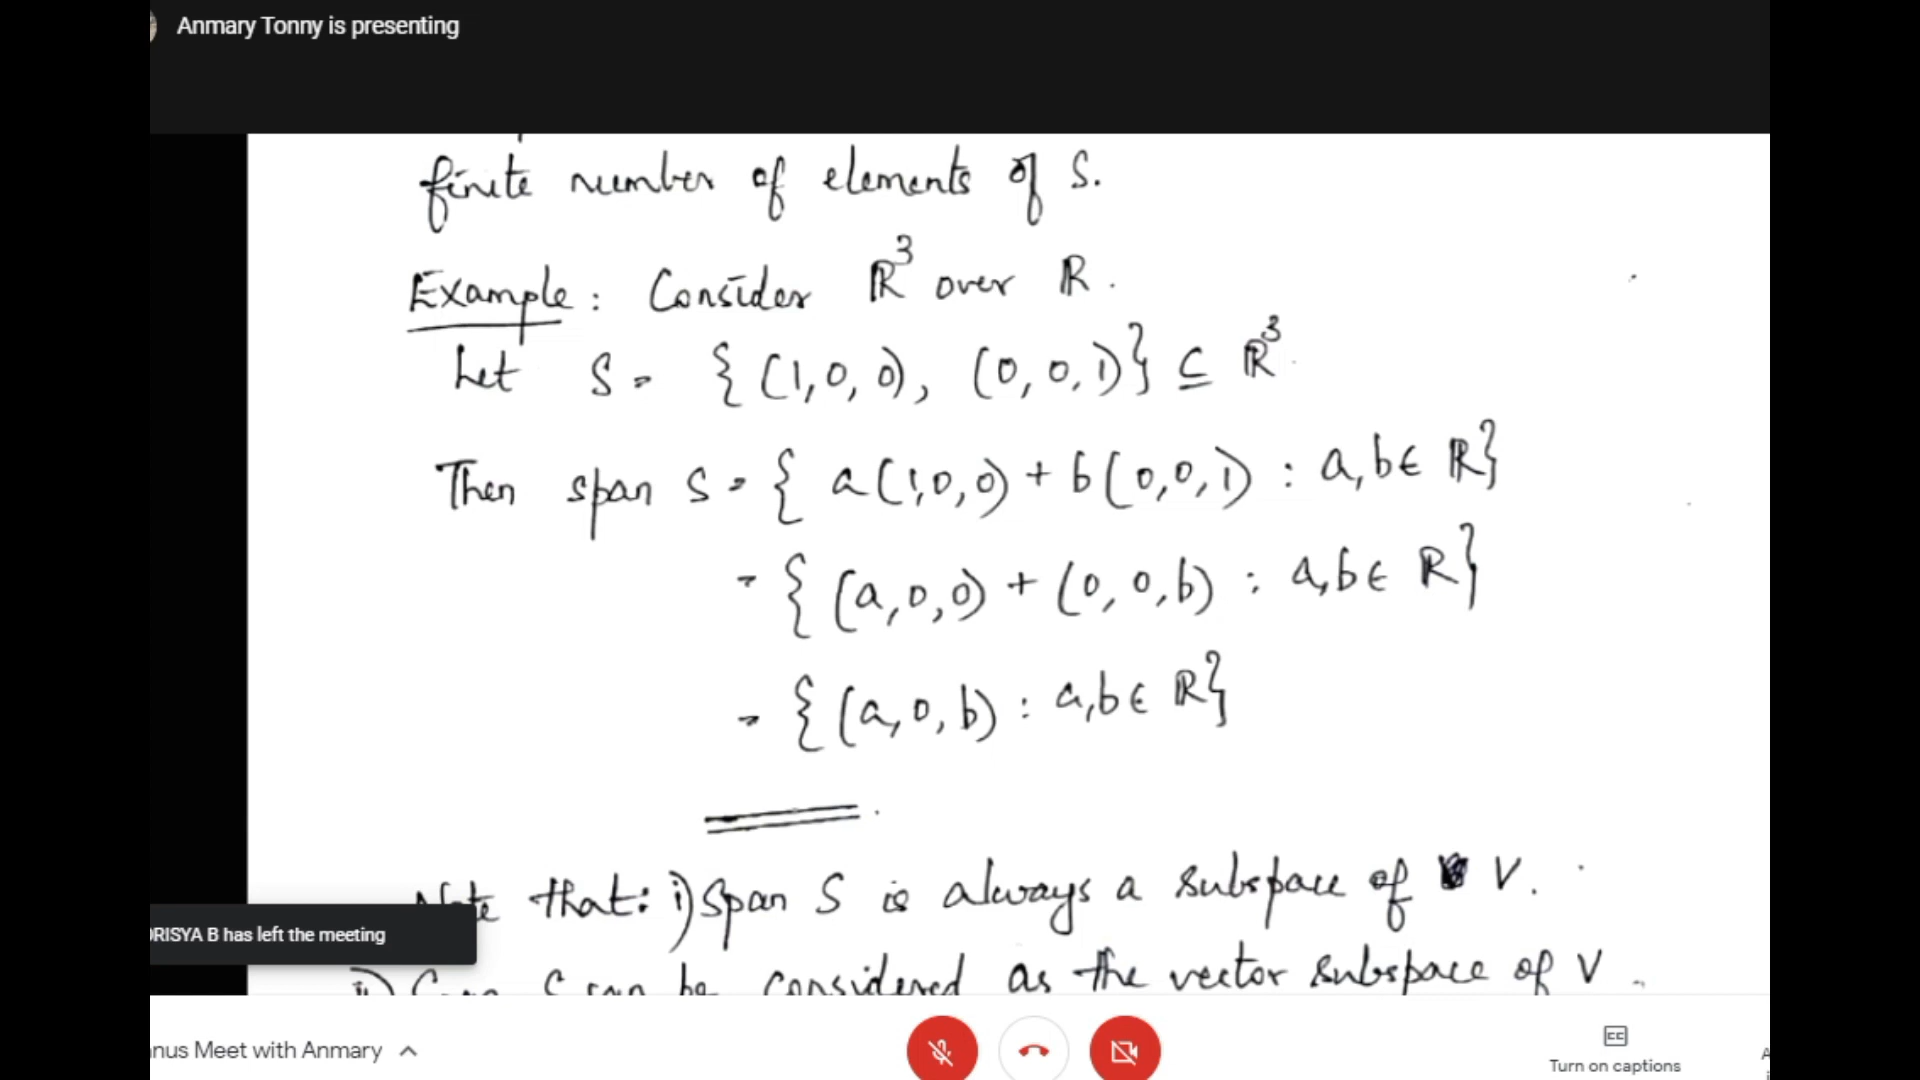 Anmary Tonny is presenting
finite number of elements of S.
Example: Consider ℝ³ over ℝ.
Let S = {(1,0,0), (0,0,1)} ⊆ ℝ³
Then span S = { a(1,0,0) + b(0,0,1) : a,b ∈ ℝ}
= { (a,0,0) + (0,0,b) : a,b ∈ ℝ}
= {(a,0,b) : a,b ∈ ℝ}
Note that: i) Span S is always a subspace of V.
RISYA B has left the meeting
ii) Span S can be considered as the vector subspace of V
nus Meet with Anmary
Turn on captions